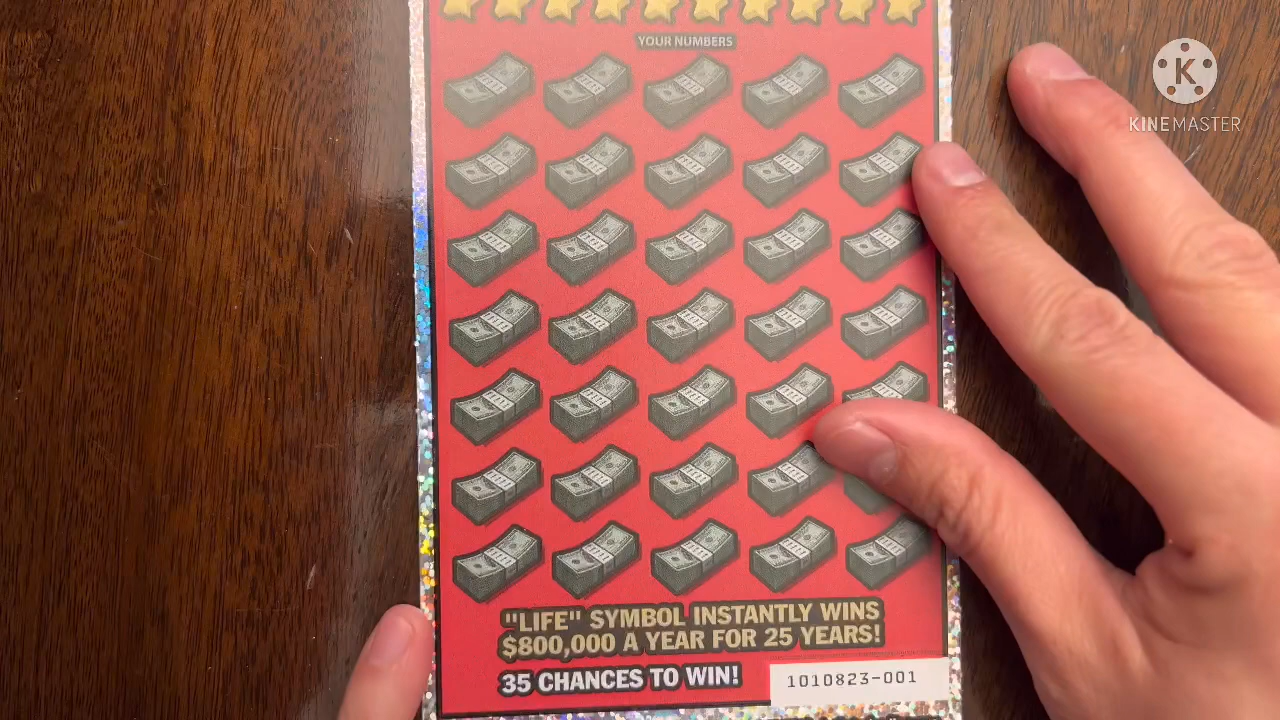 YOUR NUMBERS
K
KINEMASTER
"LIFE" SYMBOL INSTANTLY WINS
$800,000 A YEAR FOR 25 YEARS!
35 CHANCES TO WIN!
1010823-001